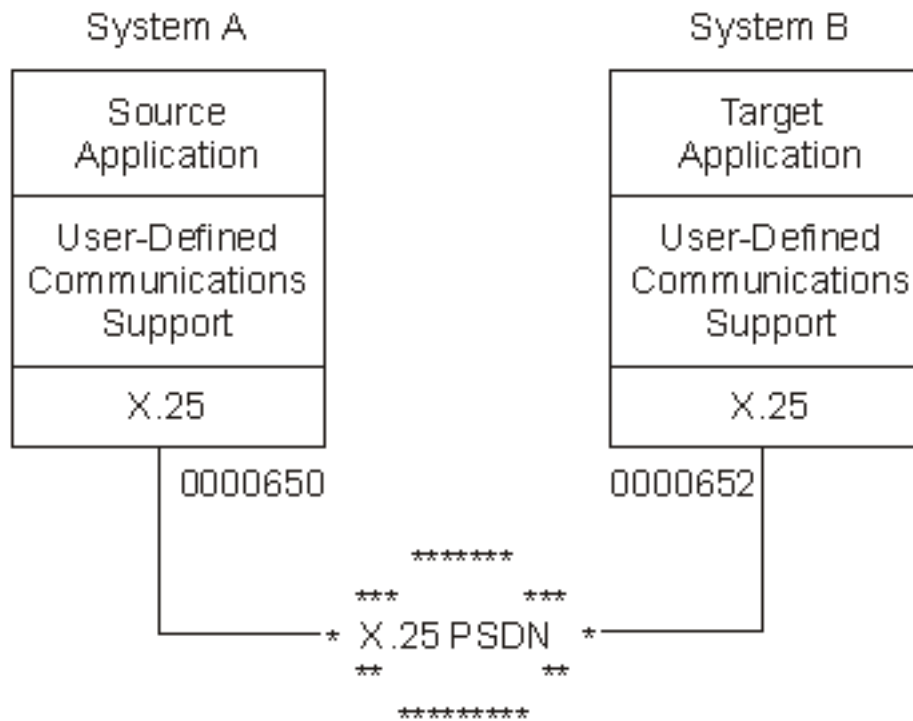 System A
Source
Application
User-Defined
Communications
Support
X.25
0000650
System B
Target
Application
User-Defined
Communications
Support
X.25
0000652
*******
*** ***
* X.25 PSDN *
** **
*********